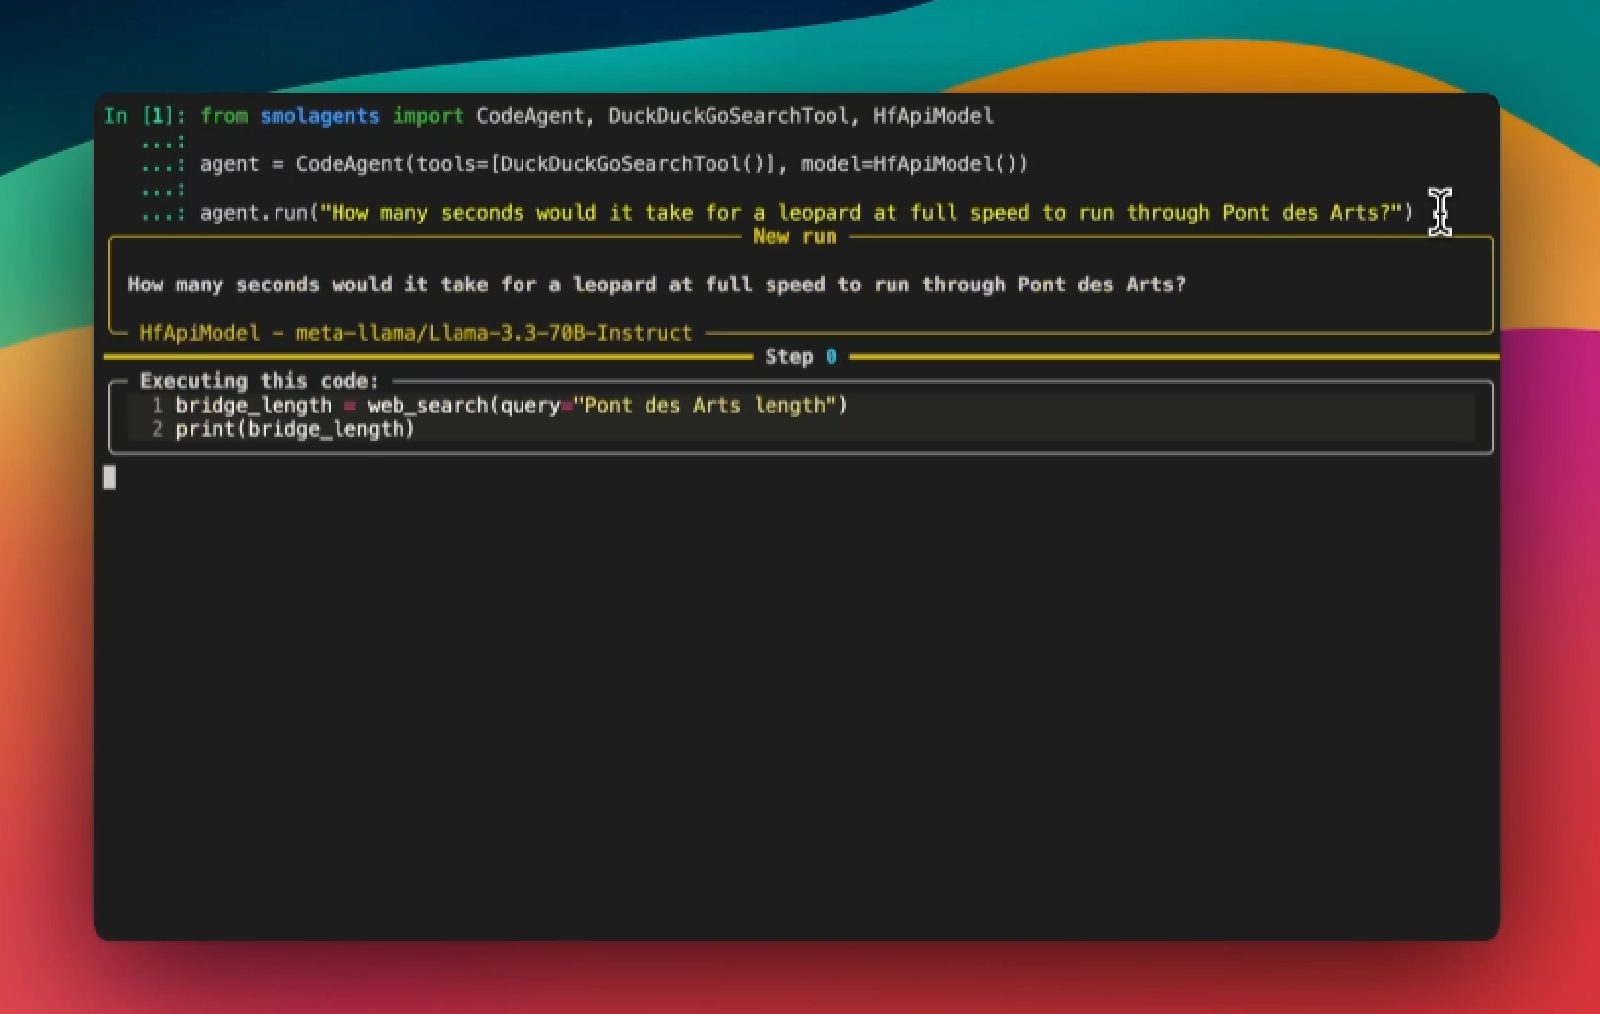 In [1]: from smolagents import CodeAgent, DuckDuckGoSearchTool, HfApiModel
...:
...: agent = CodeAgent(tools=[DuckDuckGoSearchTool()], model=HfApiModel())
...:
...: agent.run("How many seconds would it take for a leopard at full speed to run through Pont des Arts?")
New run
How many seconds would it take for a leopard at full speed to run through Pont des Arts?
HfApiModel - meta-llama/Llama-3.3-70B-Instruct
Step 0
Executing this code:
1 bridge_length = web_search(query="Pont des Arts length")
2 print(bridge_length)